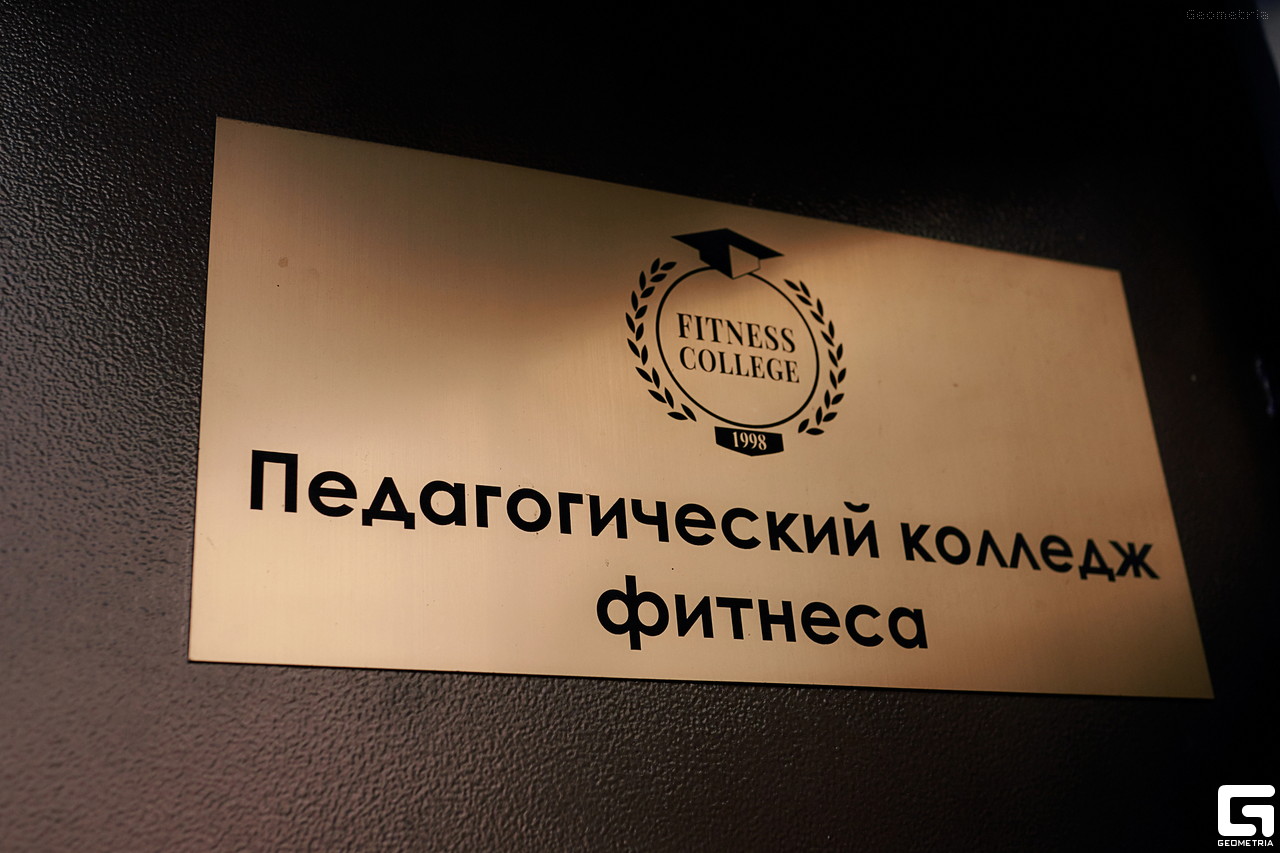 Geometria
FITNESS
COLLEGE
1998
Педагогический колледж
фитнеса
GEOMETRIA